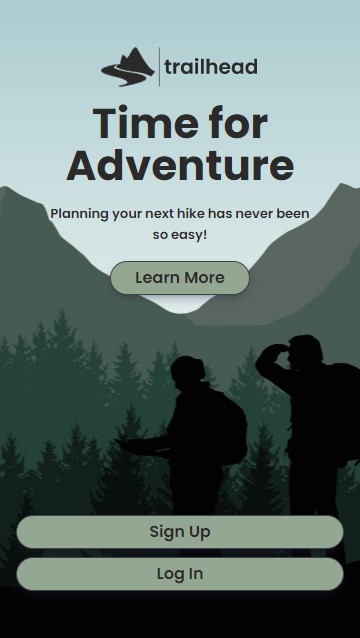 trailhead
Time for
Adventure
Planning your next hike has never been
so easy!
Learn More
Sign Up
Log In